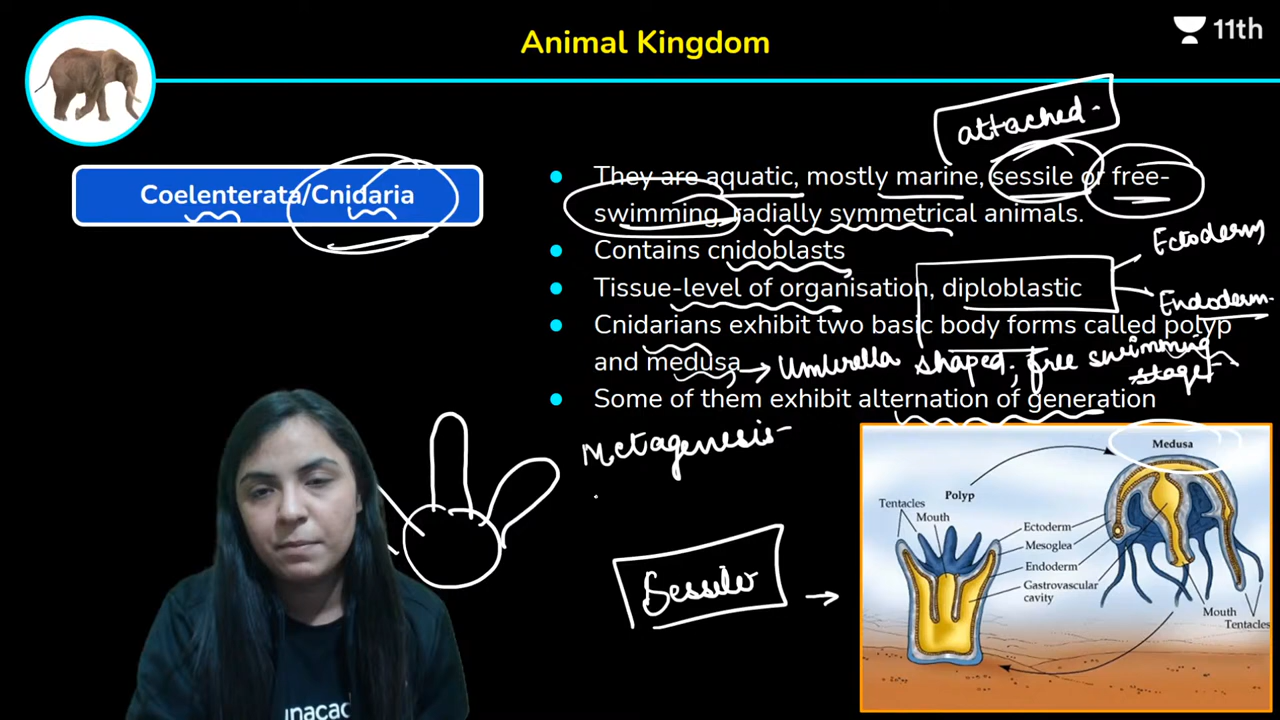 Animal Kingdom
11th
attached-
Coelenterata/Cnidaria
They are aquatic, mostly marine, sessile or free-
swimming, radially symmetrical animals.
Contains cnidoblasts
Ectoderm
Tissue-level of organisation, diploblastic
Endoderm-
Cnidarians exhibit two basic body forms called polyp
and medusa → Umbrella shaped, free swimming
stage-
Some of them exhibit alternation of generation
Metagenesis-
Medusa
Polyp
Tentacles
Mouth
Ectoderm
Mesoglea
Endoderm
Gastrovascular
cavity
Mouth
Tentacles
→
unacac